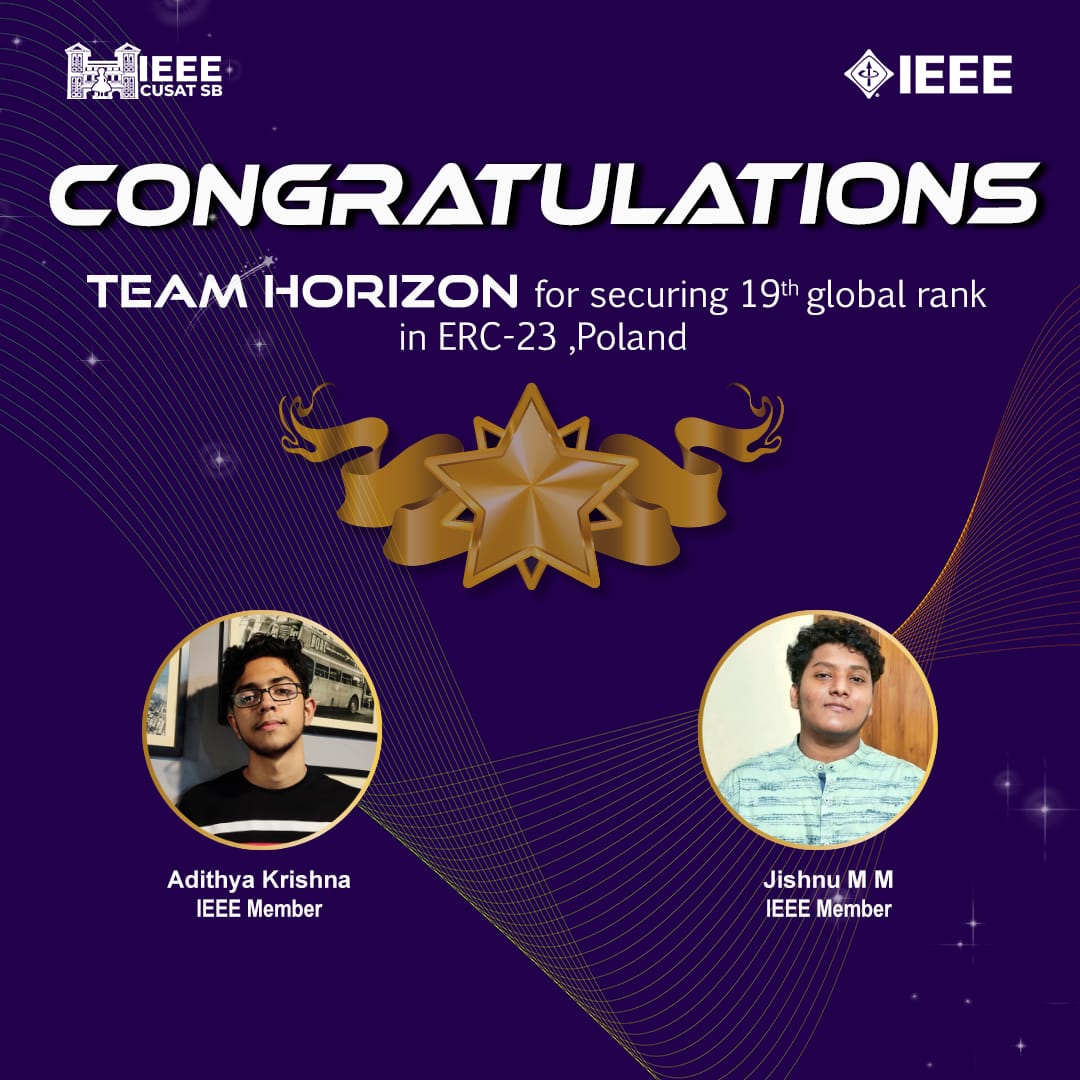 IEEE
CUSAT SB
IEEE
CONGRATULATIONS
TEAM HORIZON for securing 19th global rank
in ERC-23 ,Poland
Adithya Krishna
IEEE Member
Jishnu M M
IEEE Member